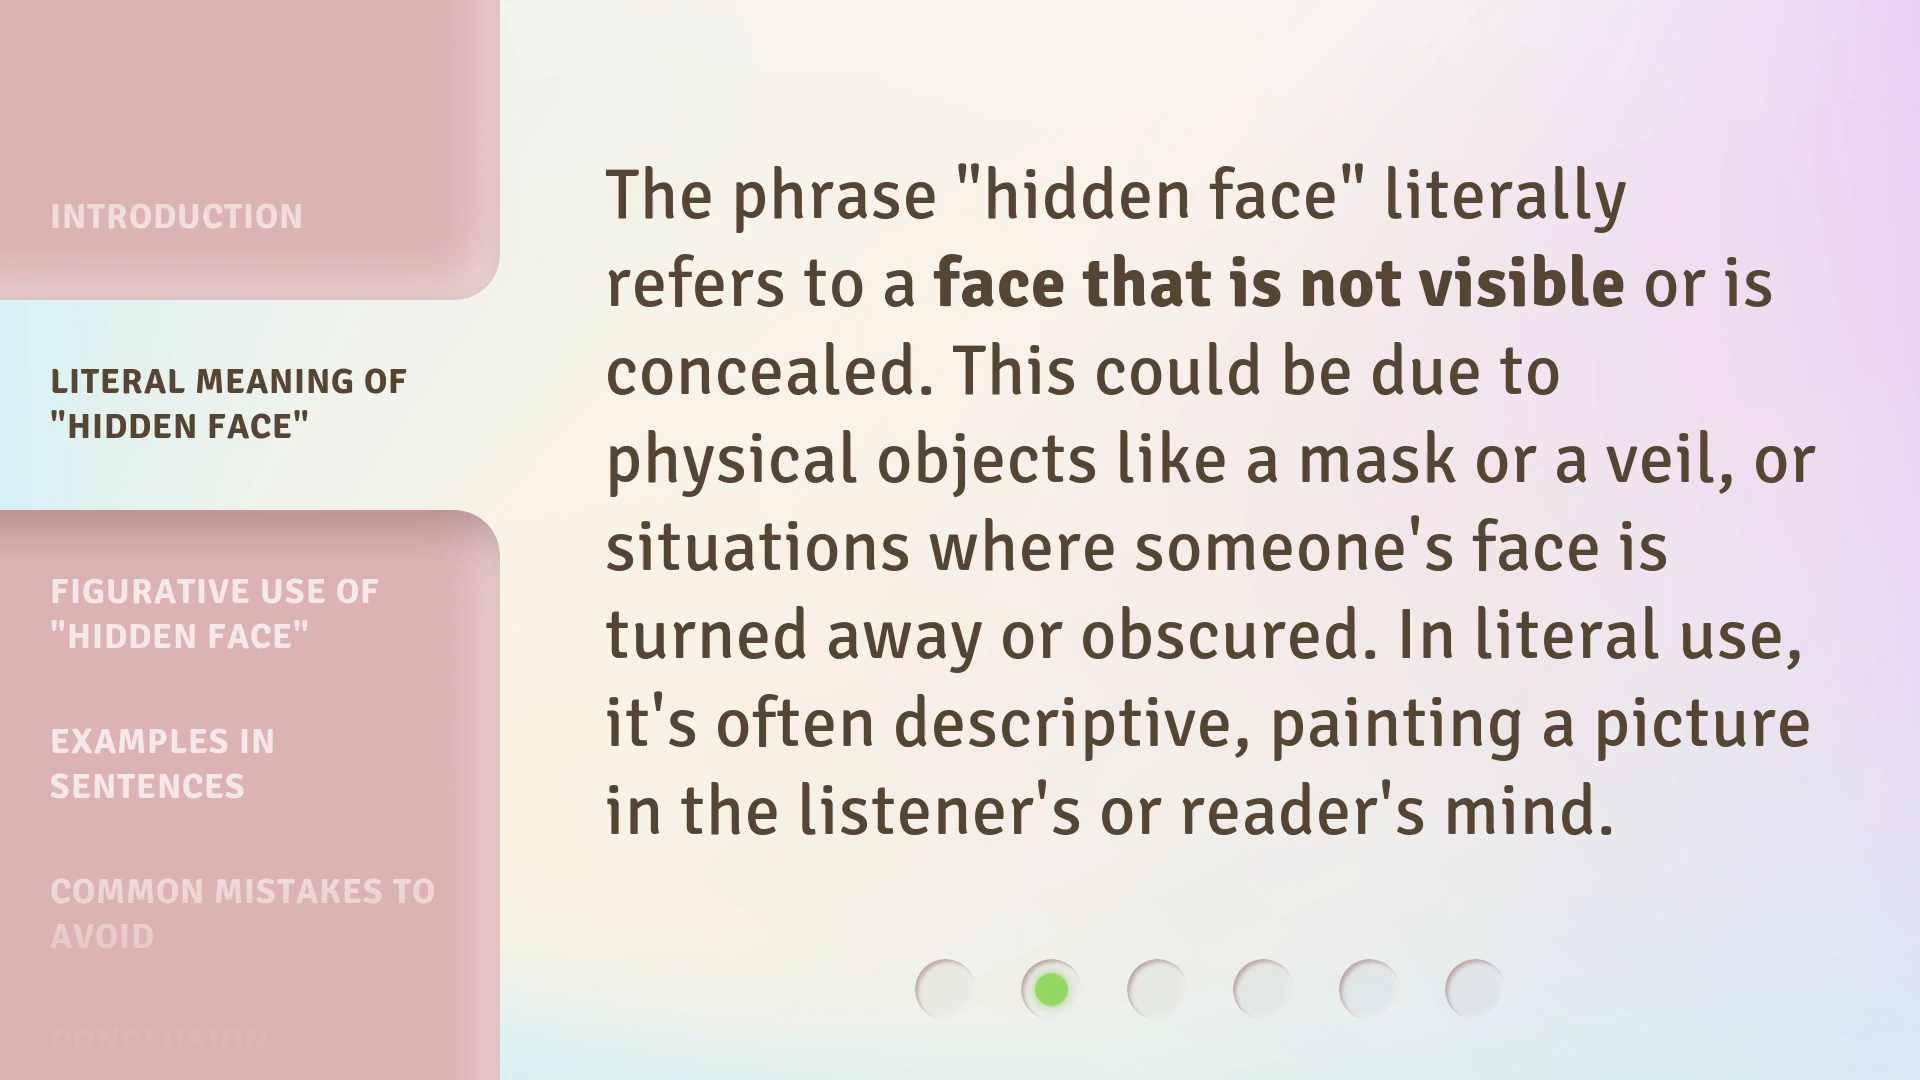 INTRODUCTION
LITERAL MEANING OF
"HIDDEN FACE"
FIGURATIVE USE OF
"HIDDEN FACE"
EXAMPLES IN
SENTENCES
COMMON MISTAKES TO
AVOID
CONCLUSION
The phrase "hidden face" literally
refers to a face that is not visible or is
concealed. This could be due to
physical objects like a mask or a veil, or
situations where someone's face is
turned away or obscured. In literal use,
it's often descriptive, painting a picture
in the listener's or reader's mind.